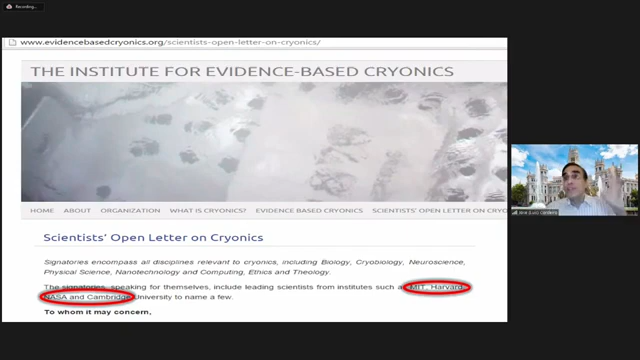 Recording...
www.evidencebasedcryonics.org/scientists-open-letter-on-cryonics/
THE INSTITUTE FOR EVIDENCE-BASED CRYONICS
HOME ABOUT ORGANIZATION WHAT IS CRYONICS? EVIDENCE BASED CRYONICS SCIENTISTS' OPEN LETTER ON CRYO
Scientists' Open Letter on Cryonics
Signatories encompass all disciplines relevant to cryonics, including Biology, Cryobiology, Neuroscience,
Physical Science, Nanotechnology and Computing, Ethics and Theology.
The signatories, speaking for themselves, include leading scientists from institutes such as MIT, Harvard,
NASA and Cambridge University to name a few.
To whom it may concern,